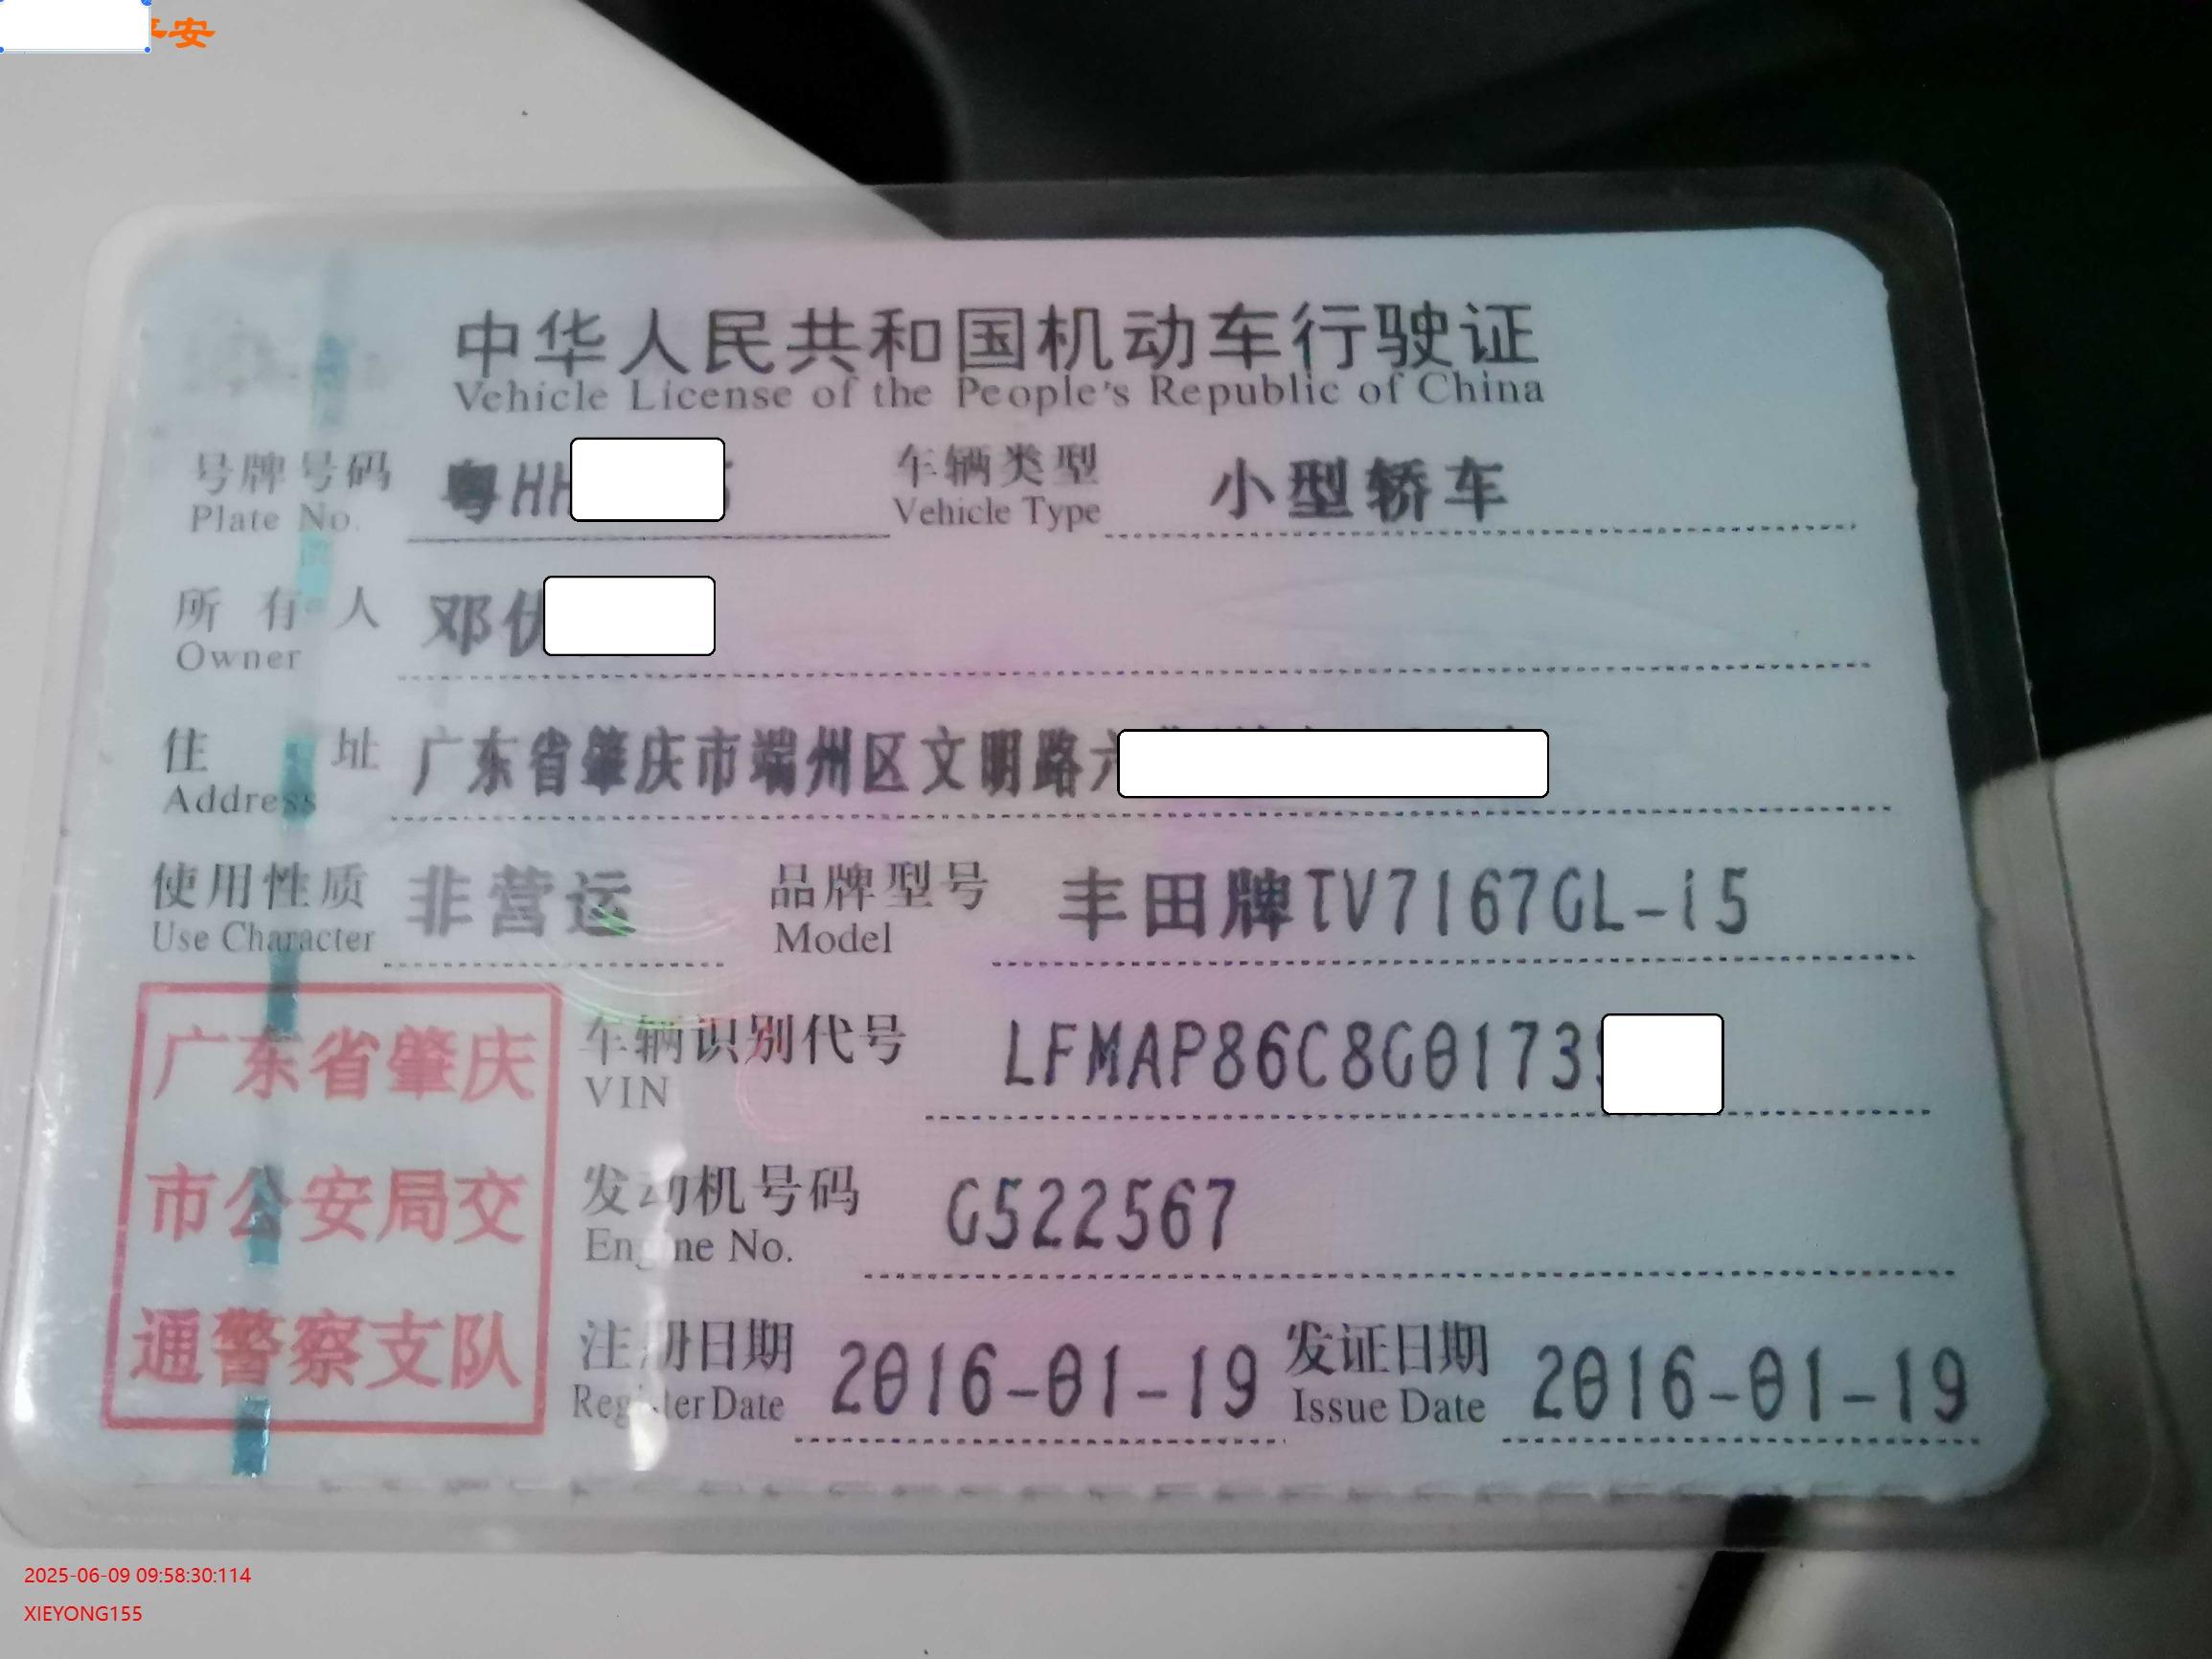 安
中华人民共和国机动车行驶证
Vehicle License of the People's Republic of China
号牌号码 粤HH 车辆类型 小型轿车
Plate No. Vehicle Type
所有人 邓
Owner
住址 广东省肇庆市端州区文明路
Address
使用性质 非营运 品牌型号 丰田牌TV7167GL-i5
Use Character Model
广东省肇庆
市公安局交
通警察支队
车辆识别代号 LFMAP86C8G0173
VIN
发动机号码 G522567
Engine No.
注册日期 2016-01-19 发证日期 2016-01-19
Register Date Issue Date
2025-06-09 09:58:30:114
XIEYONG155